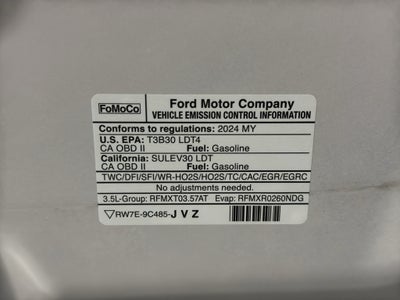 FoMoCo
Ford Motor Company
VEHICLE EMISSION CONTROL INFORMATION
Conforms to regulations: 2024 MY
U.S. EPA: T3B30 LDT4
CA OBD II Fuel: Gasoline
California: SULEV30 LDT
CA OBD II Fuel: Gasoline
TWC/DFI/SFI/WR-HO2S/HO2S/TC/CAC/EGR/EGRC
No adjustments needed.
3.5L-Group: RFMXT03.57AT Evap: RFMXR0260NDG
RW7E-9C485-JVZ